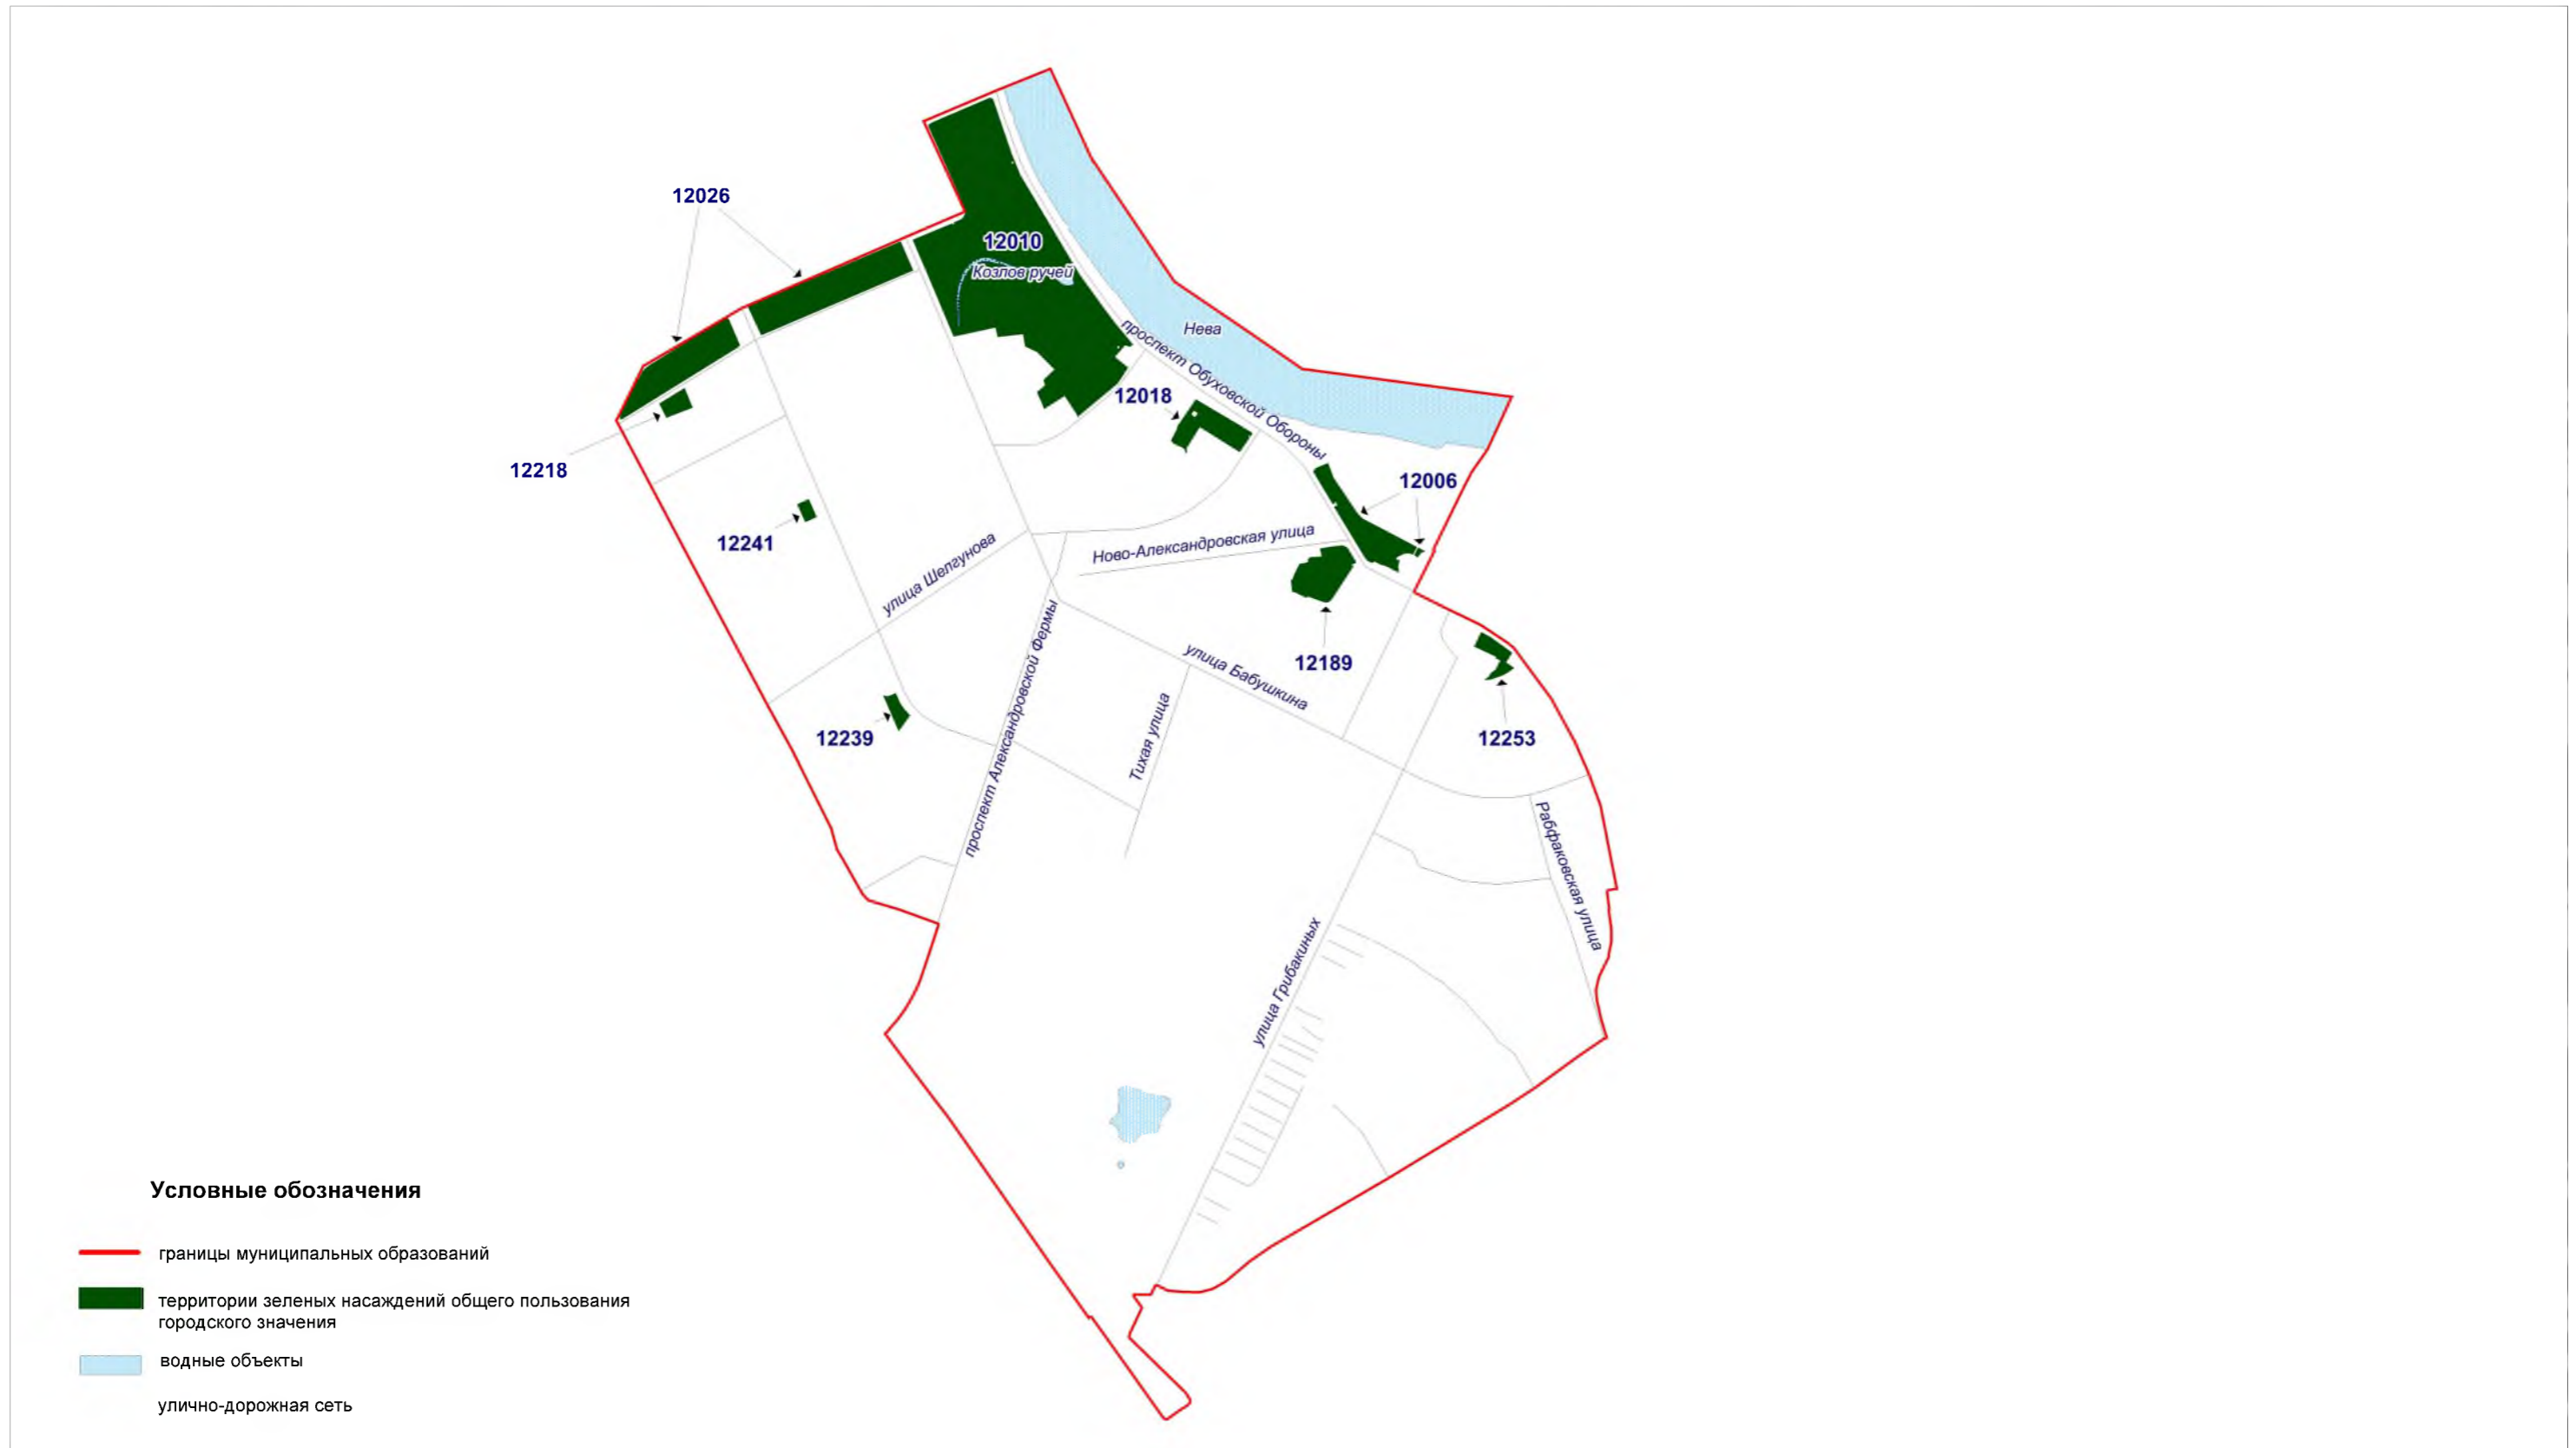 12026
12010
Козлов ручей
Нева
проспект Обуховской Обороны
12018
12218
12006
12241
Ново-Александровская улица
улица Шелгунова
12189
улица Бабушкина
проспект Александровской Фермы
12239
Тихая улица
12253
Рабфаковская улица
улица Грибакиных
Условные обозначения
границы муниципальных образований
территории зеленых насаждений общего пользования
городского значения
водные объекты
улично-дорожная сеть